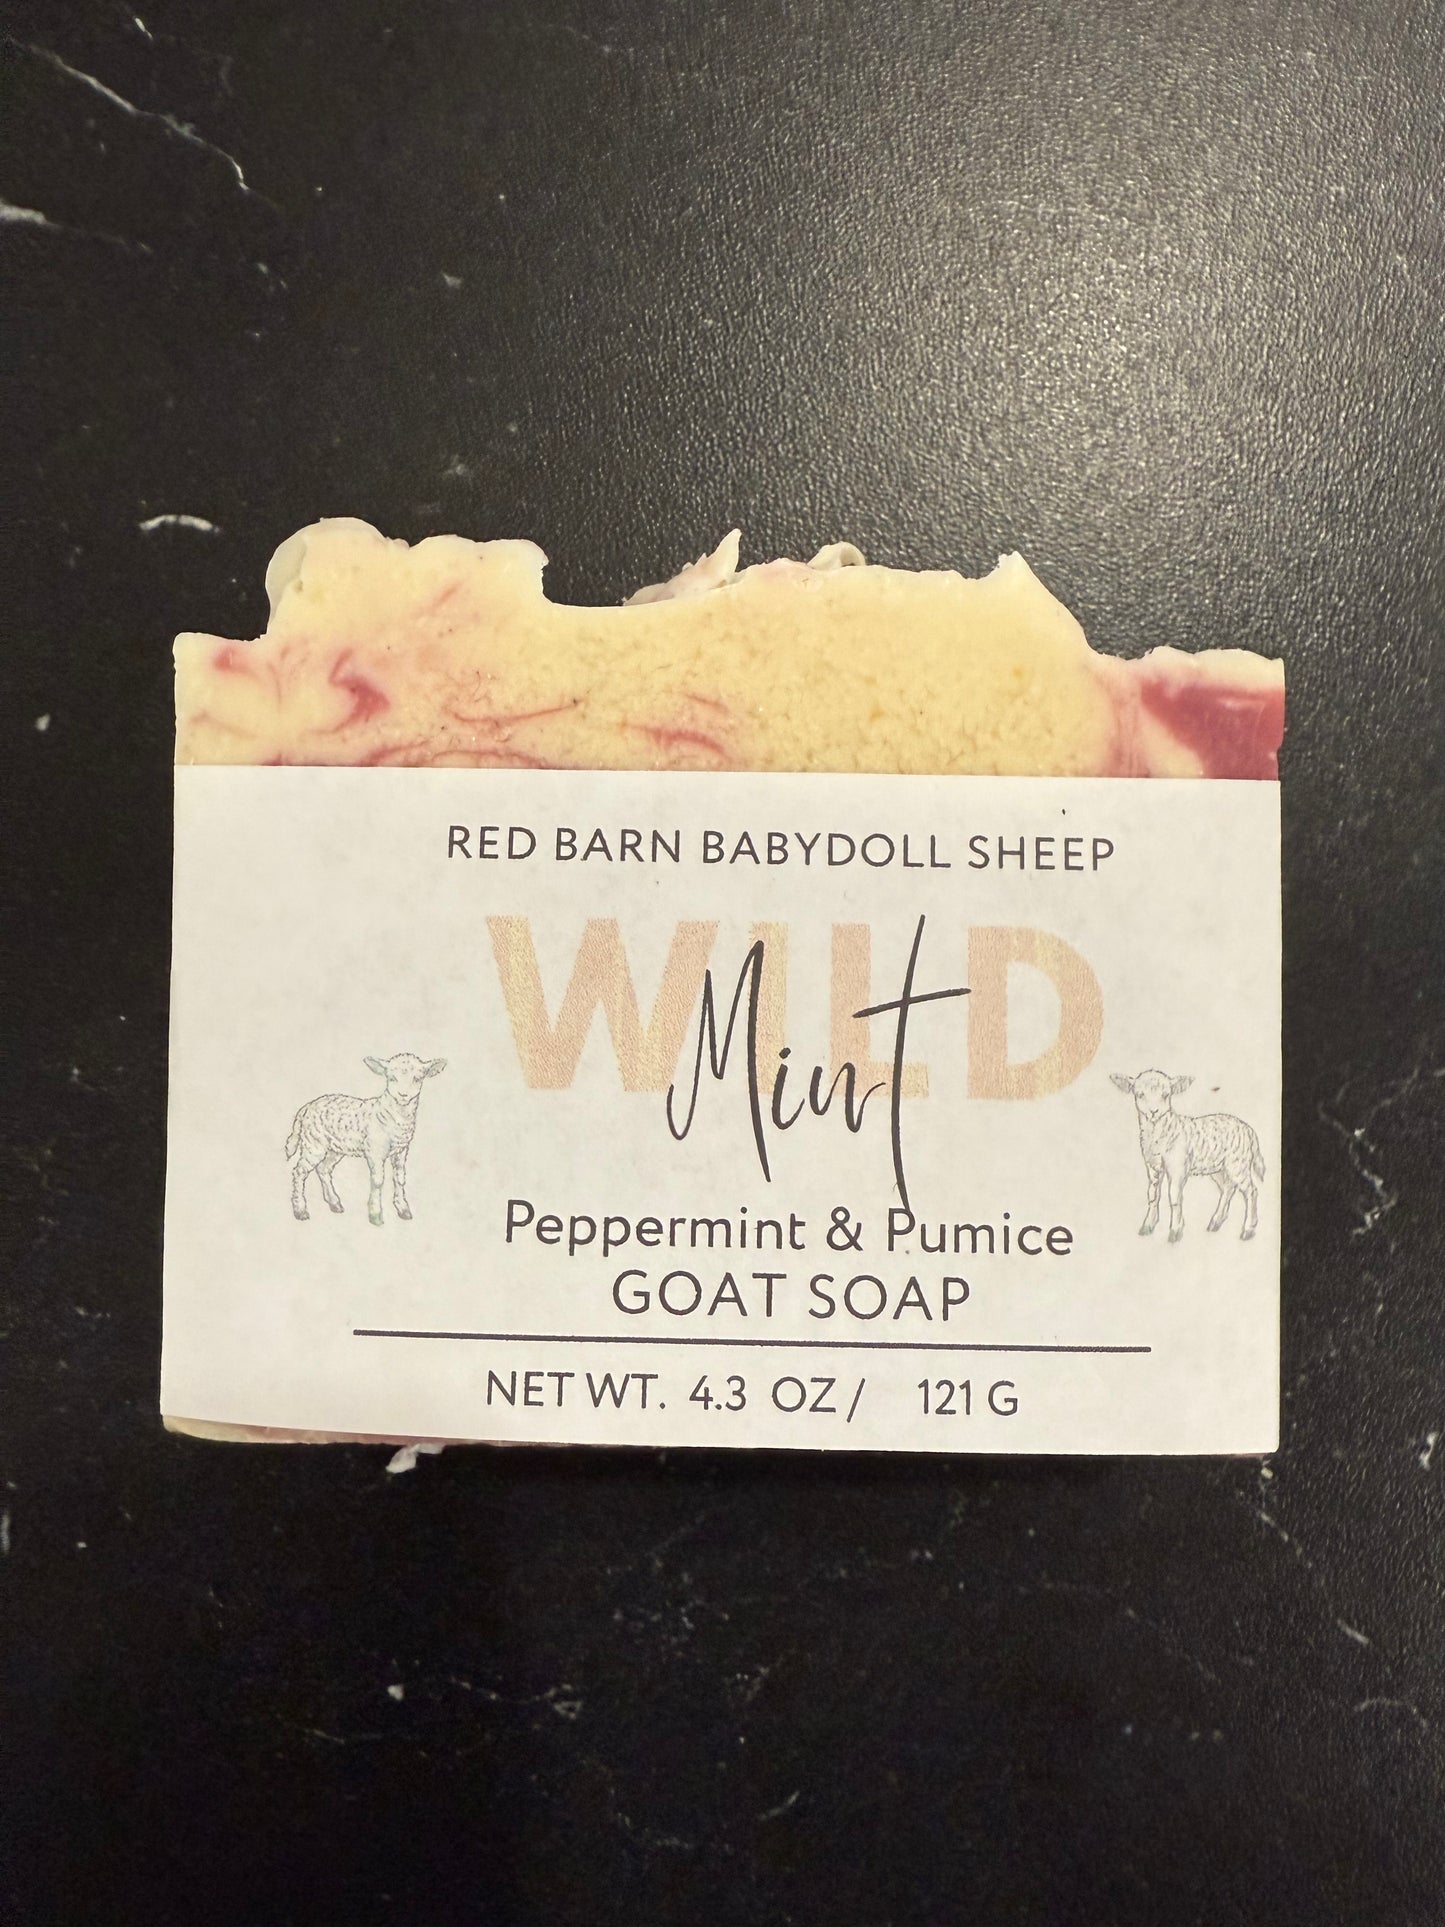 RED BARN BABYDOLL SHEEP
WILD
Mint
Peppermint & Pumice
GOAT SOAP
NET WT. 4.3 OZ / 121 G